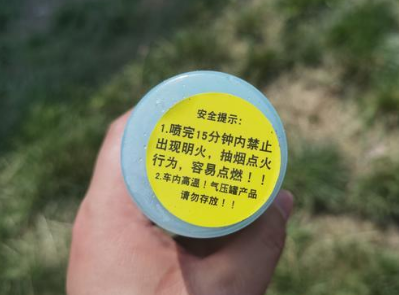 安全提示：
1.喷完15分钟内禁止
出现明火，抽烟点火
行为，容易点燃！！
2.车内高温！气压罐产品
请勿存放！！